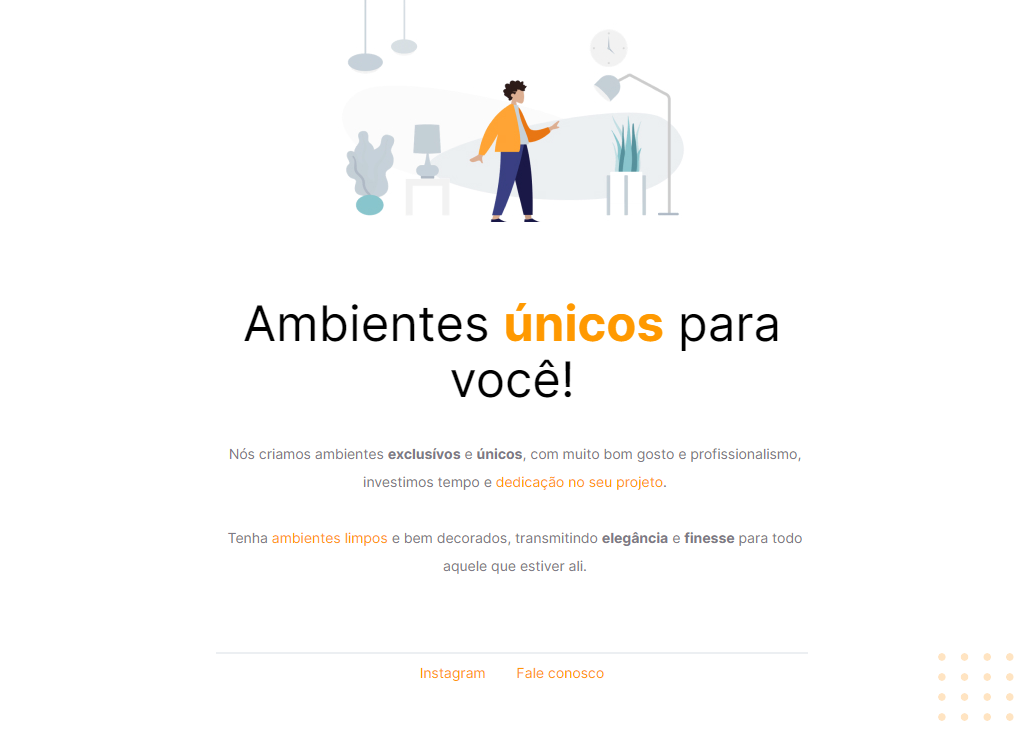 Ambientes únicos para
você!
Nós criamos ambientes exclusívos e únicos, com muito bom gosto e profissionalismo,
investimos tempo e dedicação no seu projeto.
Tenha ambientes limpos e bem decorados, transmitindo elegância e finesse para todo
aquele que estiver ali.
Instagram Fale conosco